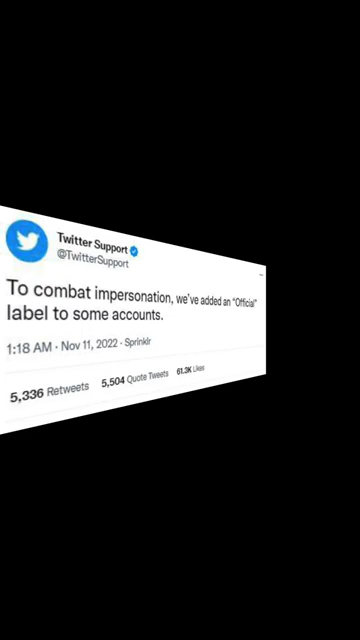 Twitter Support
@TwitterSupport
To combat impersonation, we've added an "Official"
label to some accounts.
1:18 AM · Nov 11, 2022 · Sprinklr
5,336 Retweets 5,504 Quote Tweets 61.3K Likes